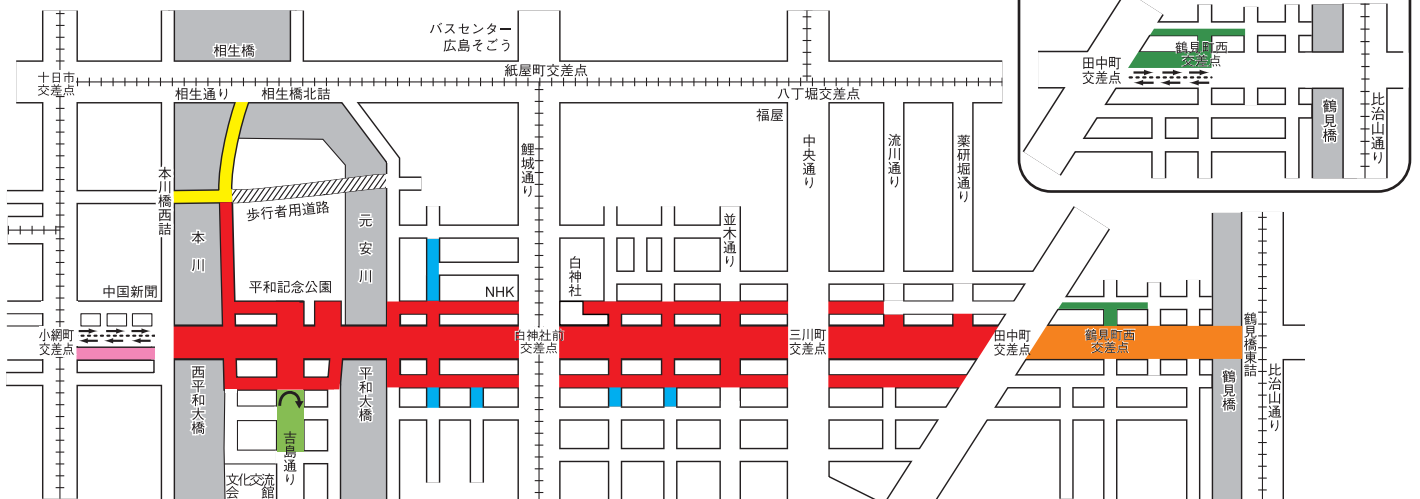 バスセンター
広島そごう
相生橋
十日市
交差点
紙屋町交差点
相生通り
相生橋北詰
八丁堀交差点
福屋
鯉城通り
中央通り
流川通り
薬研堀通り
本川橋西詰
歩行者用道路
本川
元安川
並木通り
白神社
中国新聞
平和記念公園
NHK
小網町
交差点
白神社前
交差点
三川町
交差点
田中町
交差点
鶴見町西
交差点
鶴見橋東詰
西平和大橋
平和大橋
鶴見橋
比治山通り
吉島通り
文化交流
会館
田中町
交差点
鶴見町西
交差点
鶴見橋
比治山通り